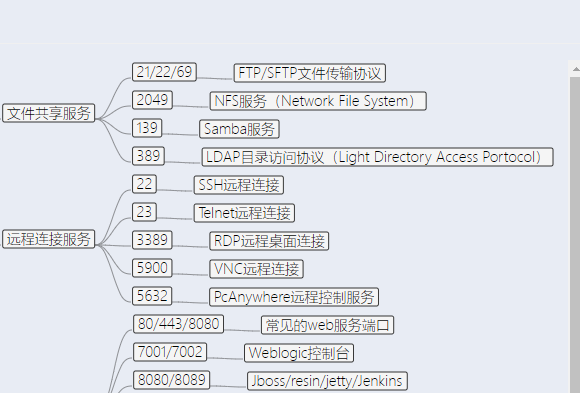 文件共享服务
21/22/69
FTP/SFTP文件传输协议
2049
NFS服务（Network File System）
139
Samba服务
389
LDAP目录访问协议（Light Directory Access Portocol）
远程连接服务
22
SSH远程连接
23
Telnet远程连接
3389
RDP远程桌面连接
5900
VNC远程连接
5632
PcAnywhere远程控制服务
80/443/8080
常见的web服务端口
7001/7002
Weblogic控制台
8080/8089
Jboss/resin/jetty/Jenkins